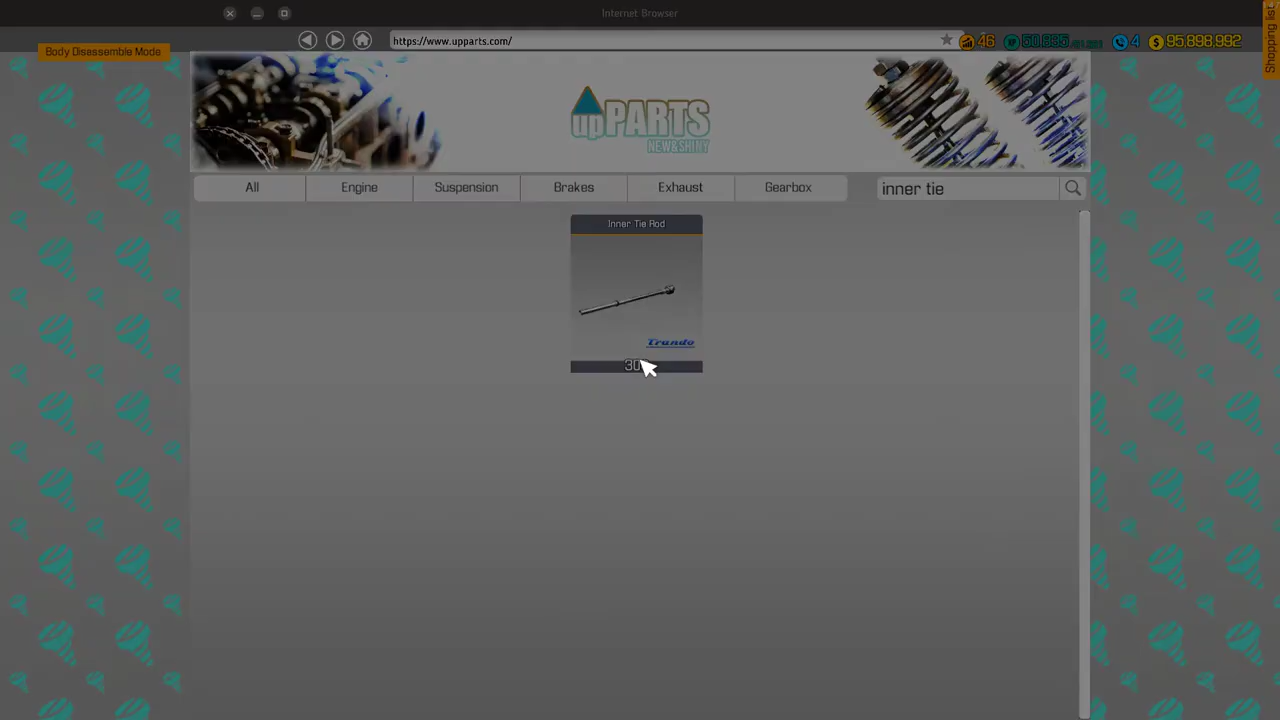 Internet Browser
Body Disassemble Mode
https://www.upparts.com/
46
4
95,898,992
Shopping list
upPARTS
NEW&SHINY
All
Engine
Suspension
Brakes
Exhaust
Gearbox
inner tie
Inner Tie Rod
Trando
30